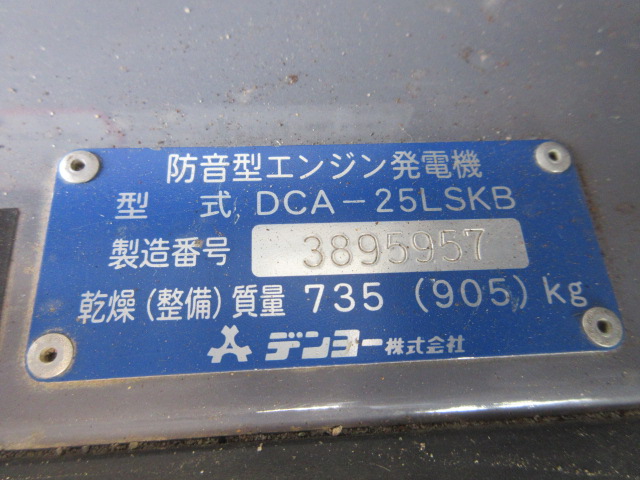 防音型エンジン発電機
型 式 DCA－25LSKB
製造番号 3895957
乾燥(整備)質量 735 (905) kg
デンヨー株式会社